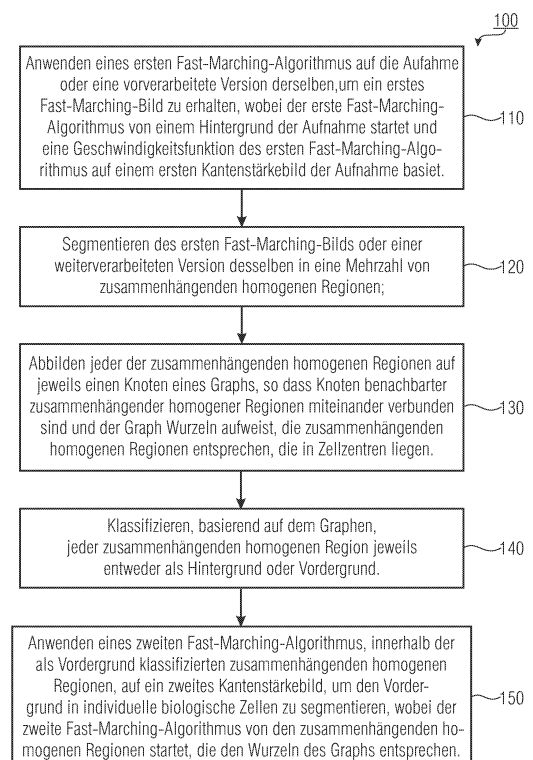 100
Anwenden eines ersten Fast-Marching-Algorithmus auf die Aufahme
oder eine vorverarbeitete Version derselben,um ein erstes
Fast-Marching-Bild zu erhalten, wobei der erste Fast-Marching-
Algorithmus von einem Hintergrund der Aufnahme startet und
eine Geschwindigkeitsfunktion des ersten Fast-Marching-Algo-
rithmus auf einem ersten Kantenstärkebild der Aufnahme basiet.
110
Segmentieren des ersten Fast-Marching-Bilds oder einer
weiterverarbeiteten Version desselben in eine Mehrzahl von
zusammenhängenden homogenen Regionen;
120
Abbilden jeder der zusammenhängenden homogenen Regionen auf
jeweils einen Knoten eines Graphs, so dass Knoten benachbarter
zusammenhängender homogener Regionen miteinander verbunden
sind und der Graph Wurzeln aufweist, die zusammenhängenden
homogenen Regionen entsprechen, die in Zellzentren liegen.
130
Klassifizieren, basierend auf dem Graphen,
jeder zusammenhängenden homogenen Region jeweils
entweder als Hintergrund oder Vordergrund.
140
Anwenden eines zweiten Fast-Marching-Algorithmus, innerhalb der
als Vordergrund klassifizierten zusammenhängenden homogenen
Regionen, auf ein zweites Kantenstärkebild, um den Vorder-
grund in individuelle biologische Zellen zu segmentieren, wobei der
zweite Fast-Marching-Algorithmus von den zusammenhängenden ho-
mogenen Regionen startet, die den Wurzeln des Graphs entsprechen.
150